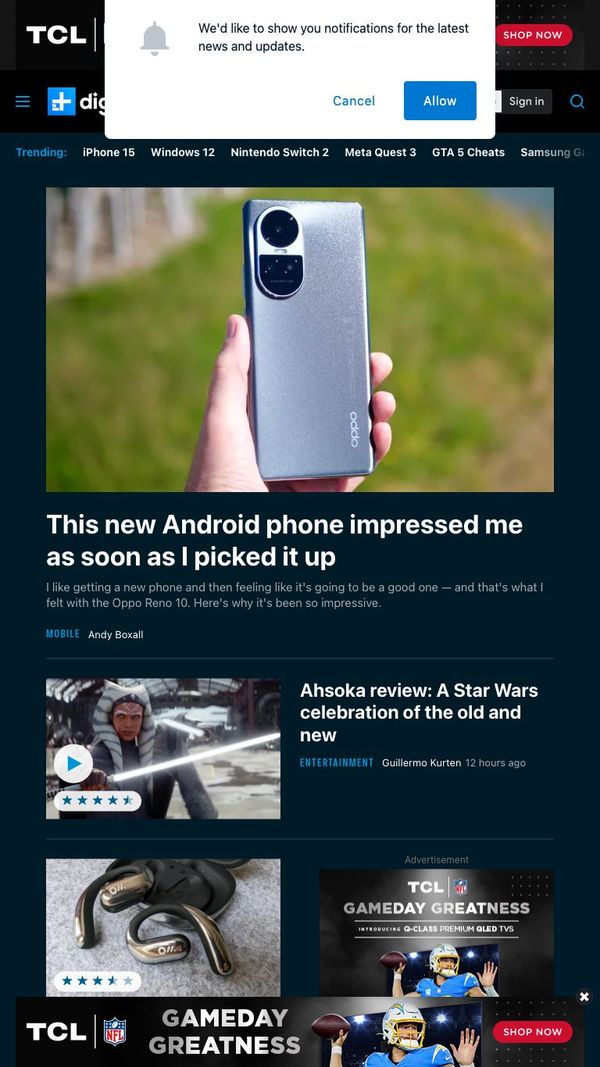 TCL
We'd like to show you notifications for the latest
news and updates.
Cancel
Allow
SHOP NOW
Sign in
Trending: iPhone 15 Windows 12 Nintendo Switch 2 Meta Quest 3 GTA 5 Cheats Samsung
oppo
This new Android phone impressed me
as soon as I picked it up
I like getting a new phone and then feeling like it's going to be a good one — and that's what I
felt with the Oppo Reno 10. Here's why it's been so impressive.
MOBILE Andy Boxall
Ahsoka review: A Star Wars
celebration of the old and
new
ENTERTAINMENT Guillermo Kurten 12 hours ago
Advertisement
TCL NFL
GAMEDAY GREATNESS
INTRODUCING Q-CLASS PREMIUM QLED TVS
TCL NFL
GAMEDAY
GREATNESS
SHOP NOW